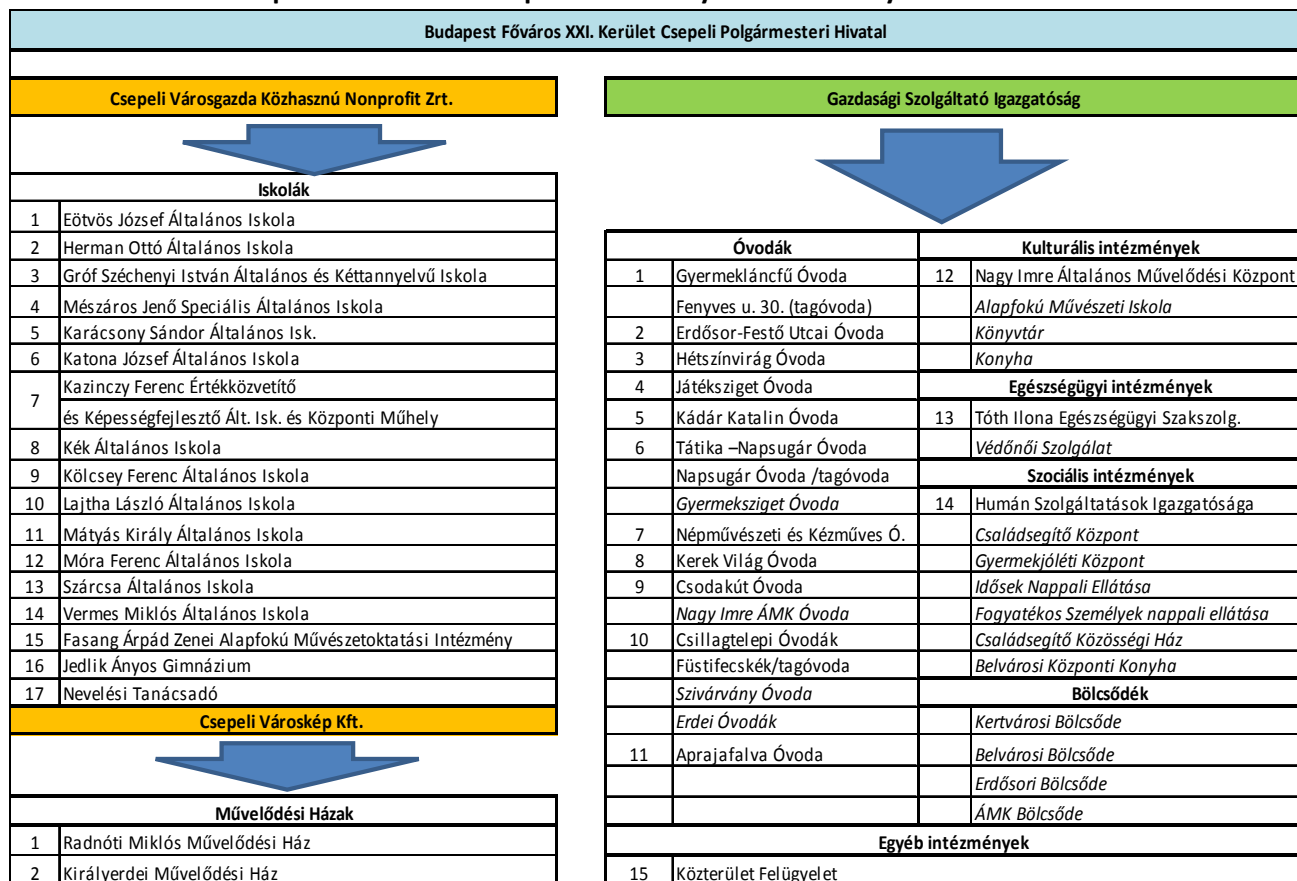 Budapest Főváros XXI. Kerület Csepeli Polgármesteri Hivatal
Csepeli Városgazda Közhasznú Nonprofit Zrt.
Iskolák
1 Eötvös József Általános Iskola
2 Herman Ottó Általános Iskola
3 Gróf Széchenyi István Általános és Kéttannyelvű Iskola
4 Mészáros Jenő Speciális Általános Iskola
5 Karácsony Sándor Általános Isk.
6 Katona József Általános Iskola
7 Kazinczy Ferenc Értékközvetítő
és Képességfejlesztő Ált. Isk. és Központi Műhely
8 Kék Általános Iskola
9 Kölcsey Ferenc Általános Iskola
10 Lajtha László Általános Iskola
11 Mátyás Király Általános Iskola
12 Móra Ferenc Általános Iskola
13 Szárcsa Általános Iskola
14 Vermes Miklós Általános Iskola
15 Fasang Árpád Zenei Alapfokú Művészetoktatási Intézmény
16 Jedlik Ányos Gimnázium
17 Nevelési Tanácsadó
Csepeli Városkép Kft.
Művelődési Házak
1 Radnóti Miklós Művelődési Ház
2 Királyerdei Művelődési Ház
Gazdasági Szolgáltató Igazgatóság
Óvodák
1 Gyermekláncfű Óvoda
Fenyves u. 30. (tagóvoda)
2 Erdősor-Festő Utcai Óvoda
3 Hétszínvirág Óvoda
4 Játéksziget Óvoda
5 Kádár Katalin Óvoda
6 Tátika –Napsugár Óvoda
Napsugár Óvoda /tagóvoda
Gyermeksziget Óvoda
7 Népművészeti és Kézműves Ó.
8 Kerek Világ Óvoda
9 Csodakút Óvoda
Nagy Imre ÁMK Óvoda
10 Csillagtelepi Óvodák
Füstifecskék/tagóvoda
Szivárvány Óvoda
Erdei Óvodák
11 Aprajafalva Óvoda
Kulturális intézmények
12 Nagy Imre Általános Művelődési Központ
Alapfokú Művészeti Iskola
Könyvtár
Konyha
Egészségügyi intézmények
13 Tóth Ilona Egészségügyi Szakszolg.
Védőnői Szolgálat
Szociális intézmények
14 Humán Szolgáltatások Igazgatósága
Családsegítő Központ
Gyermekjóléti Központ
Idősek Nappali Ellátása
Fogyatékos Személyek nappali ellátása
Családsegítő Közösségi Ház
Belvárosi Központi Konyha
Bölcsődék
Kertvárosi Bölcsőde
Belvárosi Bölcsőde
Erdősori Bölcsőde
ÁMK Bölcsőde
Egyéb intézmények
15 Közterület Felügyelet